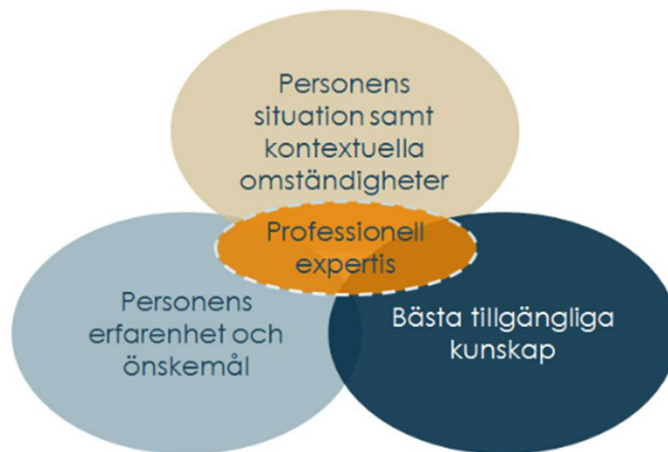 Personens
situation samt
kontextuella
omständigheter
Professionell
expertis
Personens
erfarenhet och
önskemål
Bästa tillgängliga
kunskap